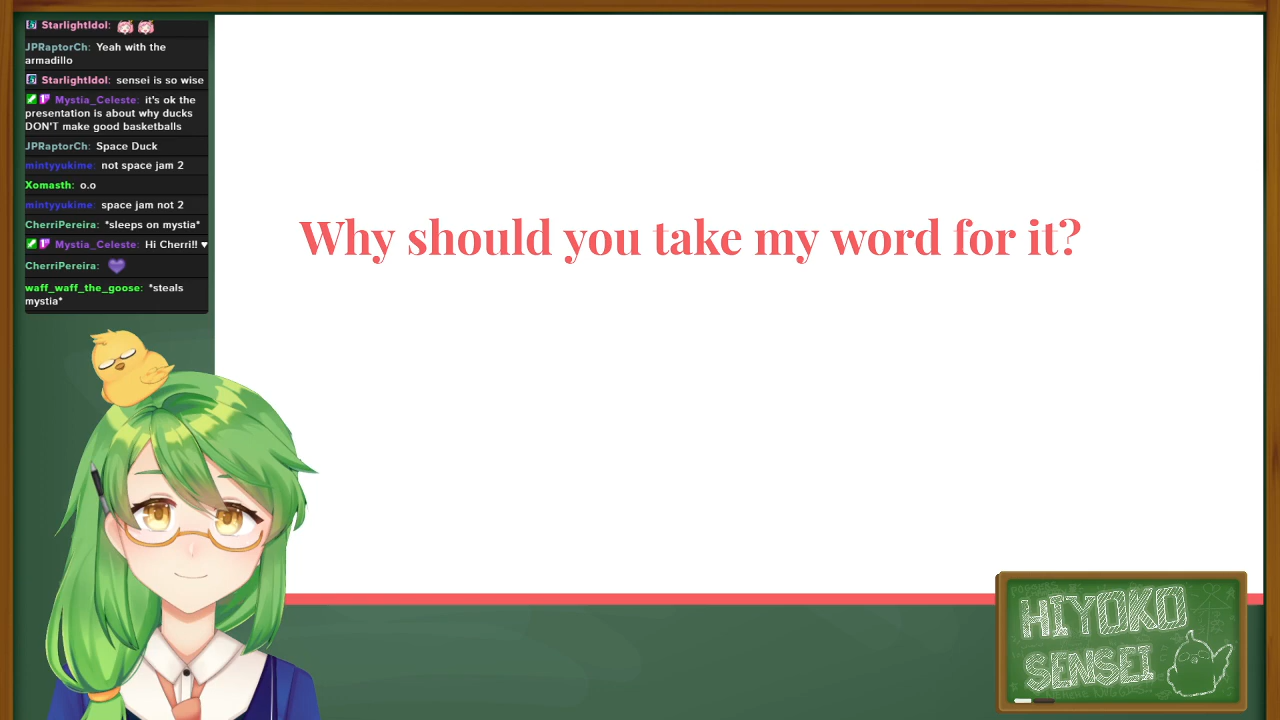 StarlightIdol:
JPRaptorCh: Yeah with the
armadillo
StarlightIdol: sensei is so wise
Mystia_Celeste: it's ok the
presentation is about why ducks
DON'T make good basketballs
JPRaptorCh: Space Duck
mintyyukime: not space jam 2
Xomasth: o.o
mintyyukime: space jam not 2
CherriPereira: *sleeps on mystia*
Mystia_Celeste: Hi Cherri!! ♥
CherriPereira:
waff_waff_the_goose: *steals
mystia*
Why should you take my word for it?
HIYOKO
SENSEI